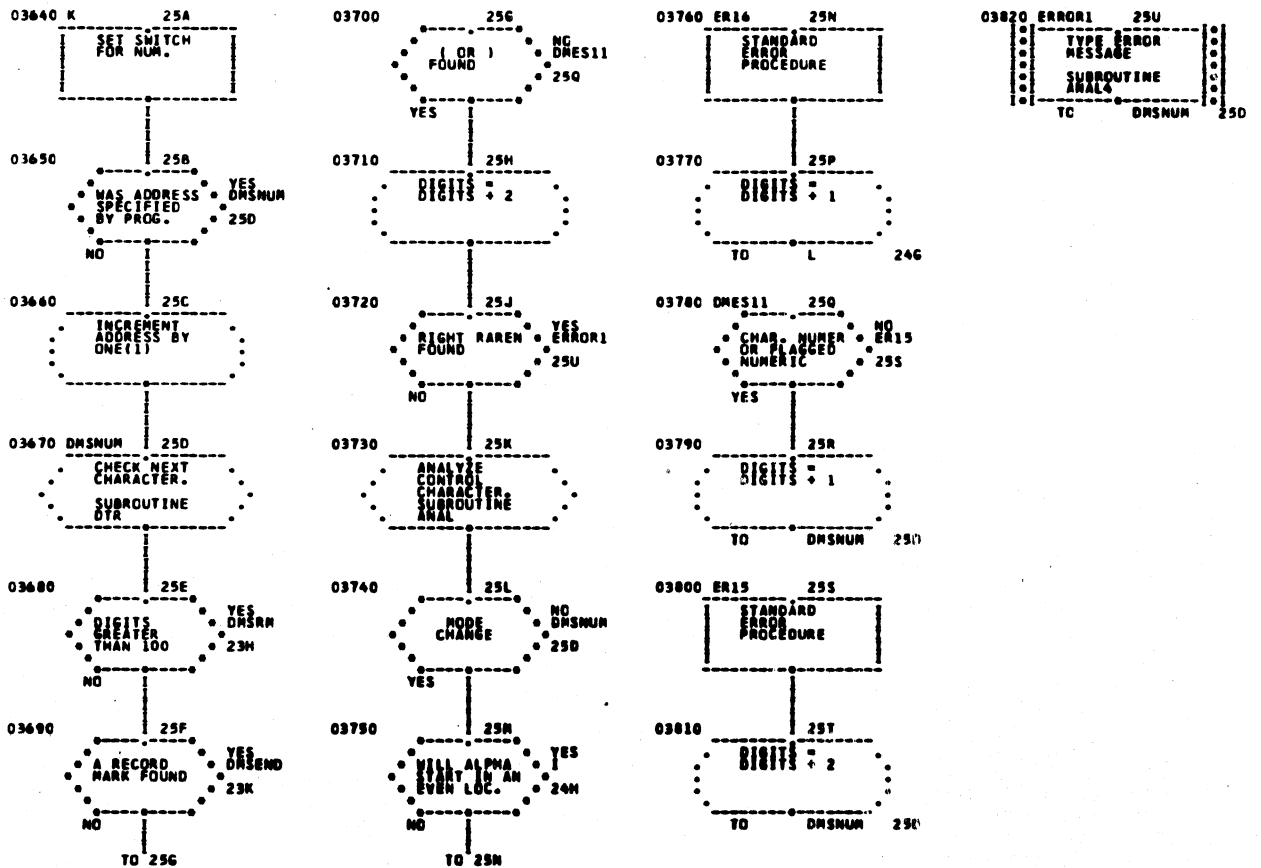 03640 K 25A
SET SWITCH
FOR NUM.
03650 25B
WAS ADDRESS
SPECIFIED
BY PROG.
YES
DMSNUM
25D
NO
03660 25C
INCREMENT
ADDRESS BY
ONE(1)
03670 DMSNUM 25D
CHECK NEXT
CHARACTER.
SUBROUTINE
DTR
03680 25E
DIGITS
GREATER
THAN 100
YES
DMSRM
23H
NO
03690 25F
A RECORD
MARK FOUND
YES
DMSEND
23K
NO
TO 25G
03700 25G
( OR )
FOUND
NO
DMES11
25Q
YES
03710 25H
DIGITS =
DIGITS + 2
03720 25J
RIGHT RAREN
FOUND
YES
ERROR1
25U
NO
03730 25K
ANALYZE
CONTROL
CHARACTER.
SUBROUTINE
ANAL
03740 25L
MODE
CHANGE
NO
DMSNUM
25D
YES
03750 25M
WILL ALPHA
START IN AN
EVEN LOC.
YES
I
24H
NO
TO 25N
03760 ER16 25N
STANDARD
ERROR
PROCEDURE
03770 25P
DIGITS =
DIGITS + 1
TO L 24G
03780 DMES11 25Q
CHAR. NUMER
OR FLAGGED
NUMERIC
NO
ER15
25S
YES
03790 25R
DIGITS =
DIGITS + 1
TO DMSNUM 25D
03800 ER15 25S
STANDARD
ERROR
PROCEDURE
03810 25T
DIGITS =
DIGITS + 2
TO DMSNUM 25D
03820 ERROR1 25U
TYPE ERROR
MESSAGE
SUBROUTINE
ANAL4
TO DMSNUM 25D